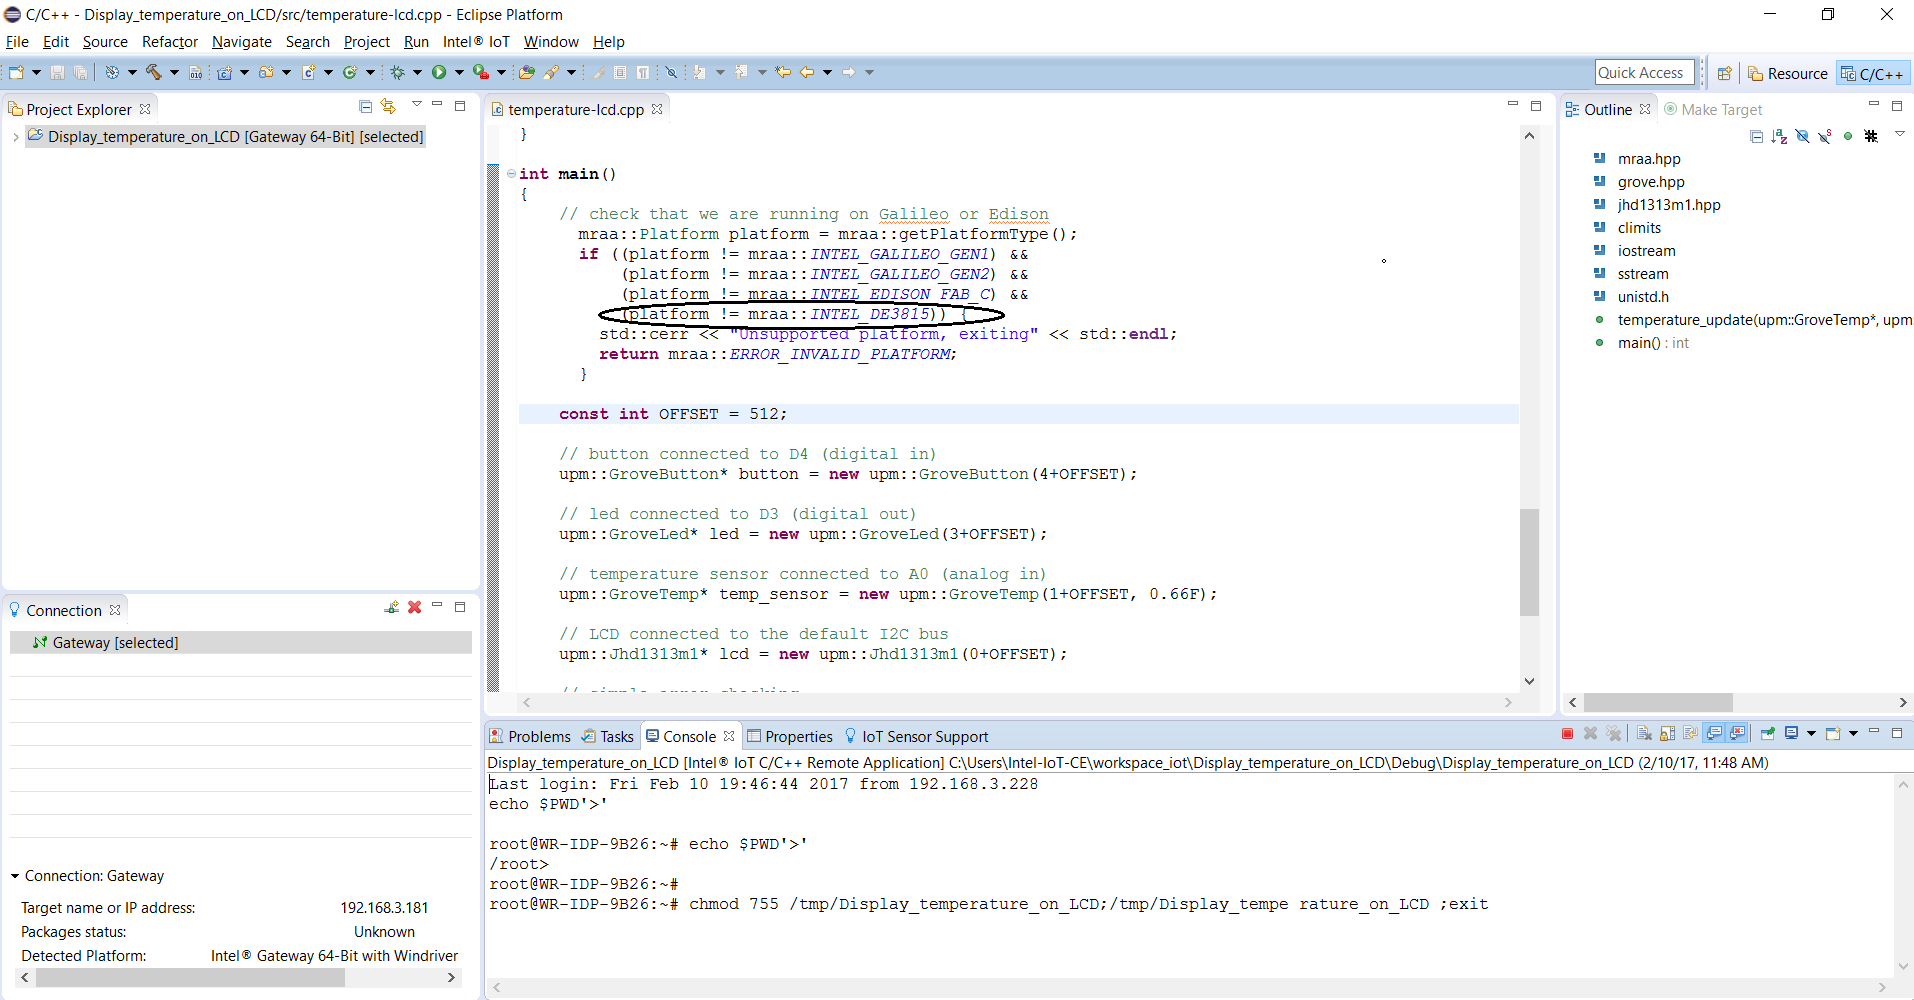 C/C++ - Display_temperature_on_LCD/src/temperature-lcd.cpp - Eclipse Platform
File Edit Source Refactor Navigate Search Project Run Intel® IoT Window Help
Quick Access
Resource
C/C++
Project Explorer
Display_temperature_on_LCD [Gateway 64-Bit] [selected]
Connection
Gateway [selected]
Connection: Gateway
Target name or IP address: 192.168.3.181
Packages status: Unknown
Detected Platform: Intel® Gateway 64-Bit with Windriver
temperature-lcd.cpp
}
int main()
{
// check that we are running on Galileo or Edison
mraa::Platform platform = mraa::getPlatformType();
if ((platform != mraa::INTEL_GALILEO_GEN1) &&
(platform != mraa::INTEL_GALILEO_GEN2) &&
(platform != mraa::INTEL_EDISON_FAB_C) &&
(platform != mraa::INTEL_DE3815)) {
std::cerr << "Unsupported platform, exiting" << std::endl;
return mraa::ERROR_INVALID_PLATFORM;
}
const int OFFSET = 512;
// button connected to D4 (digital in)
upm::GroveButton* button = new upm::GroveButton(4+OFFSET);
// led connected to D3 (digital out)
upm::GroveLed* led = new upm::GroveLed(3+OFFSET);
// temperature sensor connected to A0 (analog in)
upm::GroveTemp* temp_sensor = new upm::GroveTemp(1+OFFSET, 0.66F);
// LCD connected to the default I2C bus
upm::Jhd1313m1* lcd = new upm::Jhd1313m1(0+OFFSET);
Outline
Make Target
mraa.hpp
grove.hpp
jhd1313m1.hpp
climits
iostream
sstream
unistd.h
temperature_update(upm::GroveTemp*, upm
main() : int
Problems Tasks Console Properties IoT Sensor Support
Display_temperature_on_LCD [Intel® IoT C/C++ Remote Application] C:\Users\Intel-IoT-CE\workspace_iot\Display_temperature_on_LCD\Debug\Display_temperature_on_LCD (2/10/17, 11:48 AM)
Last login: Fri Feb 10 19:46:44 2017 from 192.168.3.228
echo $PWD'>'
root@WR-IDP-9B26:~# echo $PWD'>'
/root>
root@WR-IDP-9B26:~#
root@WR-IDP-9B26:~# chmod 755 /tmp/Display_temperature_on_LCD;/tmp/Display_tempe rature_on_LCD ;exit